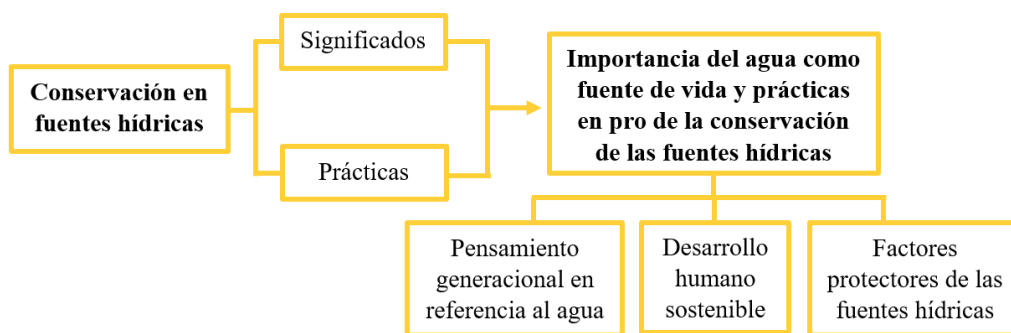 Conservación en
fuentes hídricas
Significados
Prácticas
Importancia del agua como
fuente de vida y prácticas
en pro de la conservación
de las fuentes hídricas
Pensamiento
generacional en
referencia al agua
Desarrollo
humano
sostenible
Factores
protectores de las
fuentes hídricas